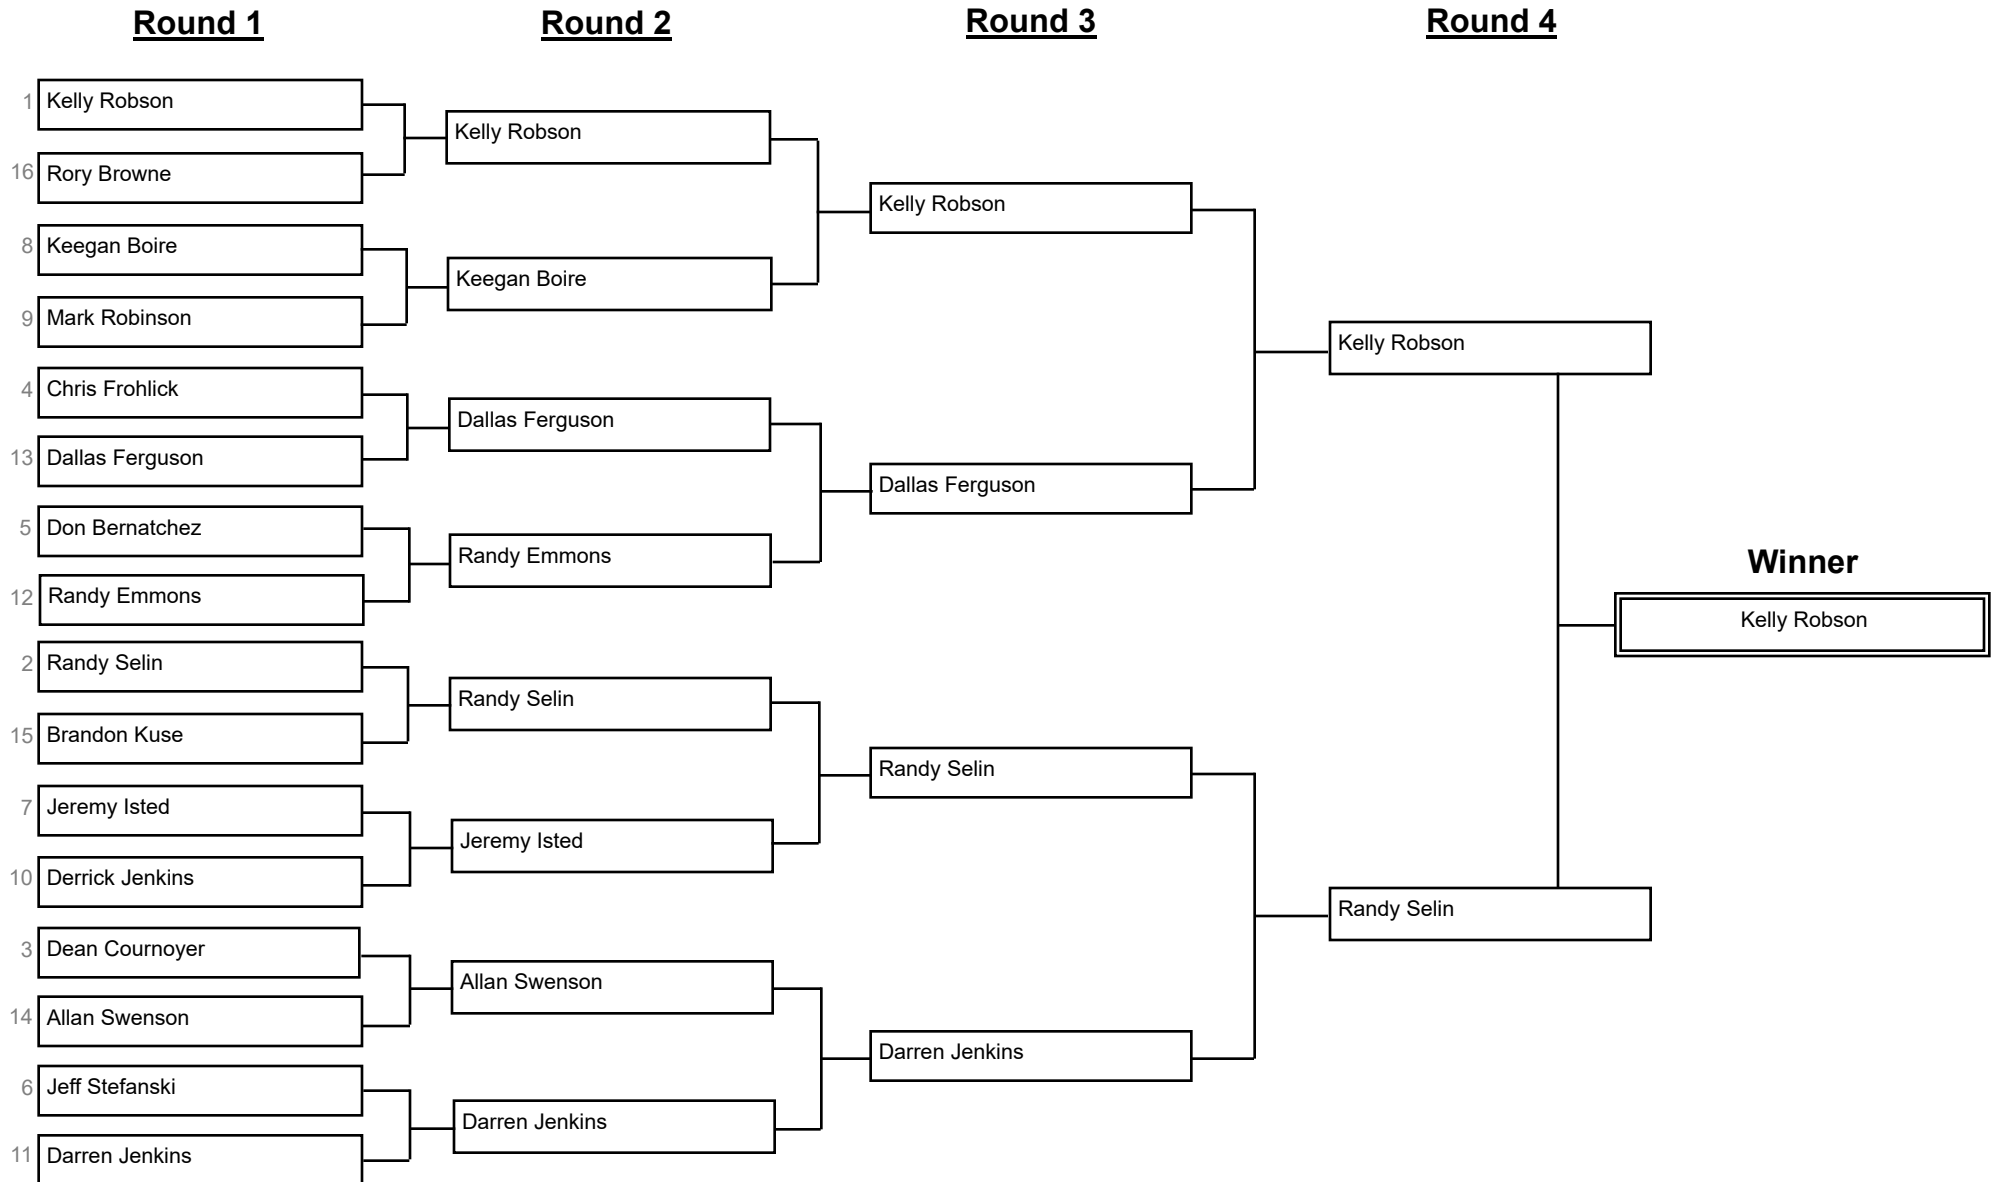 Round 1
Round 2
Round 3
Round 4
1 Kelly Robson
16 Rory Browne
8 Keegan Boire
9 Mark Robinson
4 Chris Frohlick
13 Dallas Ferguson
5 Don Bernatchez
12 Randy Emmons
2 Randy Selin
15 Brandon Kuse
7 Jeremy Isted
10 Derrick Jenkins
3 Dean Cournoyer
14 Allan Swenson
6 Jeff Stefanski
11 Darren Jenkins
Kelly Robson
Keegan Boire
Dallas Ferguson
Randy Emmons
Randy Selin
Jeremy Isted
Allan Swenson
Darren Jenkins
Kelly Robson
Dallas Ferguson
Randy Selin
Darren Jenkins
Kelly Robson
Randy Selin
Winner
Kelly Robson